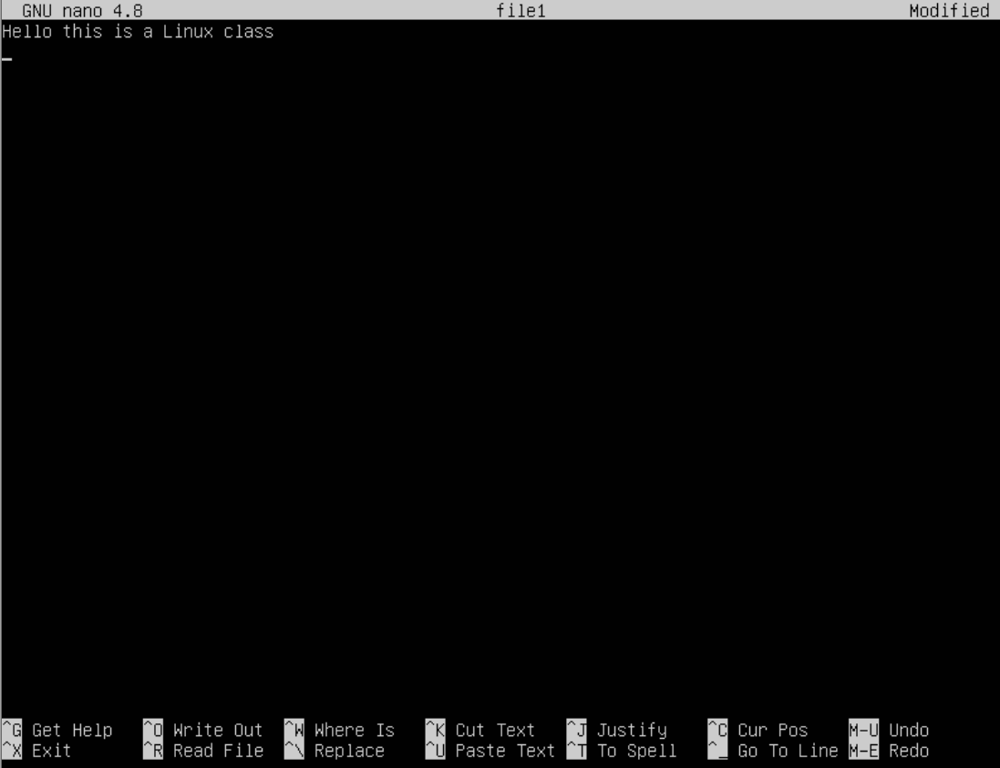 GNU nano 4.8 file1 Modified
Hello this is a Linux class
^G Get Help ^O Write Out ^W Where Is ^K Cut Text ^J Justify ^C Cur Pos M-U Undo
^X Exit ^R Read File ^\ Replace ^U Paste Text ^T To Spell ^_ Go To Line M-E Redo